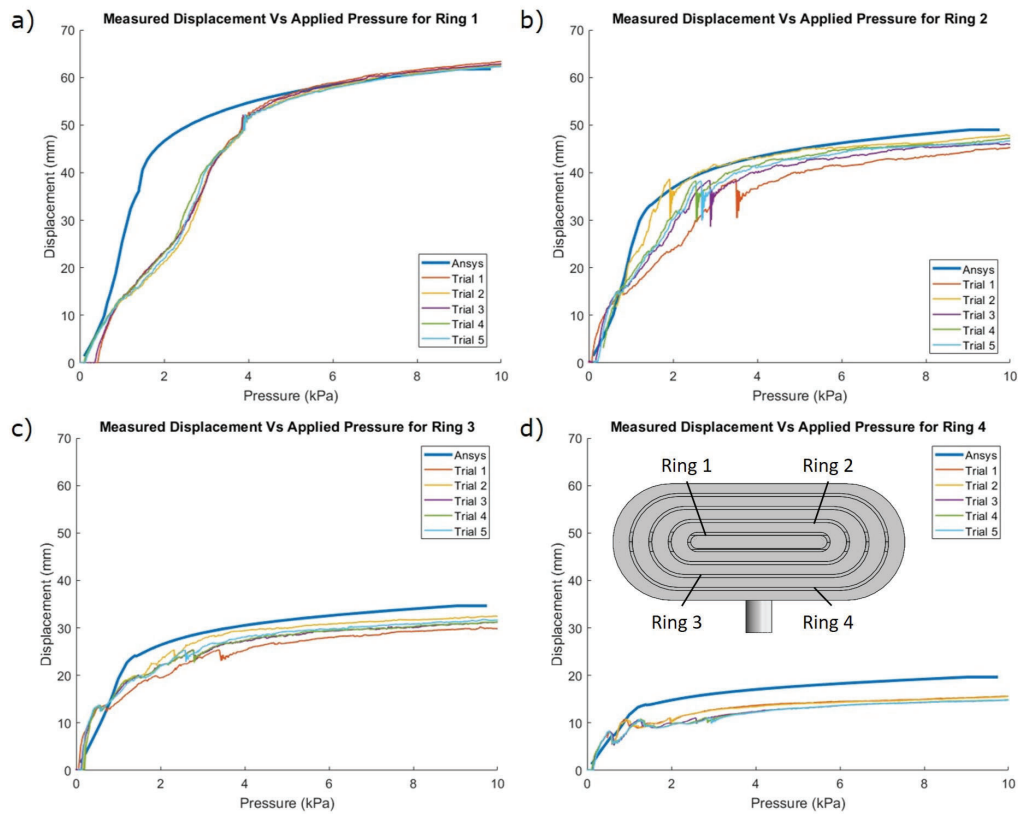 a)
Measured Displacement Vs Applied Pressure for Ring 1
70
60
50
40
30
20
10
0
Displacement (mm)
0 2 4 6 8 10
Pressure (kPa)
Ansys
Trial 1
Trial 2
Trial 3
Trial 4
Trial 5
b)
Measured Displacement Vs Applied Pressure for Ring 2
70
60
50
40
30
20
10
0
Displacement (mm)
0 2 4 6 8 10
Pressure (kPa)
Ansys
Trial 1
Trial 2
Trial 3
Trial 4
Trial 5
c)
Measured Displacement Vs Applied Pressure for Ring 3
70
60
50
40
30
20
10
0
Displacement (mm)
0 2 4 6 8 10
Pressure (kPa)
Ansys
Trial 1
Trial 2
Trial 3
Trial 4
Trial 5
d)
Measured Displacement Vs Applied Pressure for Ring 4
70
60
50
40
30
20
10
0
Displacement (mm)
0 2 4 6 8 10
Pressure (kPa)
Ansys
Trial 1
Trial 2
Trial 3
Trial 4
Trial 5
Ring 1 Ring 2
Ring 3 Ring 4